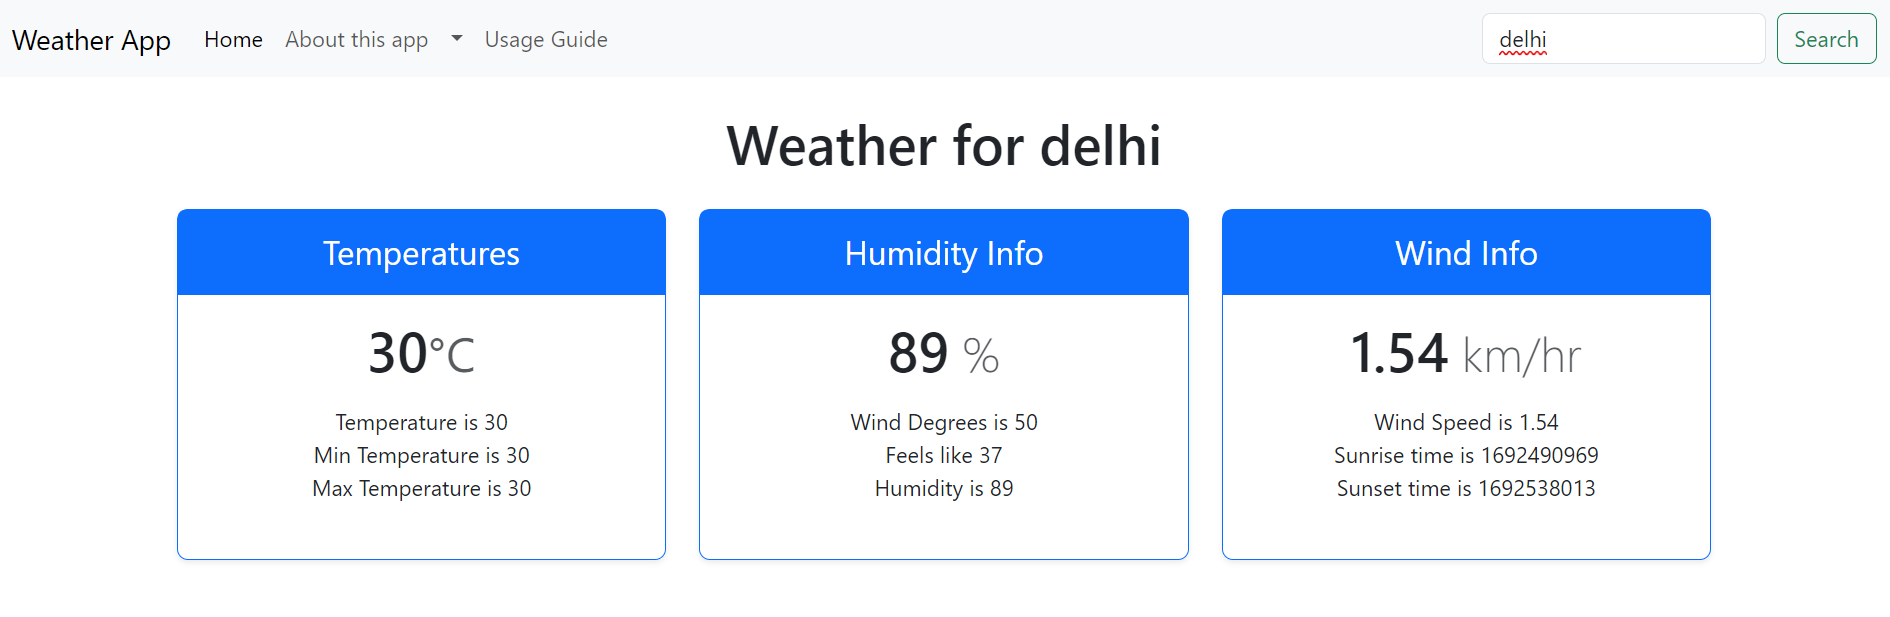 Weather App Home About this app Usage Guide delhi Search
Weather for delhi
Temperatures
30°C
Temperature is 30
Min Temperature is 30
Max Temperature is 30
Humidity Info
89 %
Wind Degrees is 50
Feels like 37
Humidity is 89
Wind Info
1.54 km/hr
Wind Speed is 1.54
Sunrise time is 1692490969
Sunset time is 1692538013